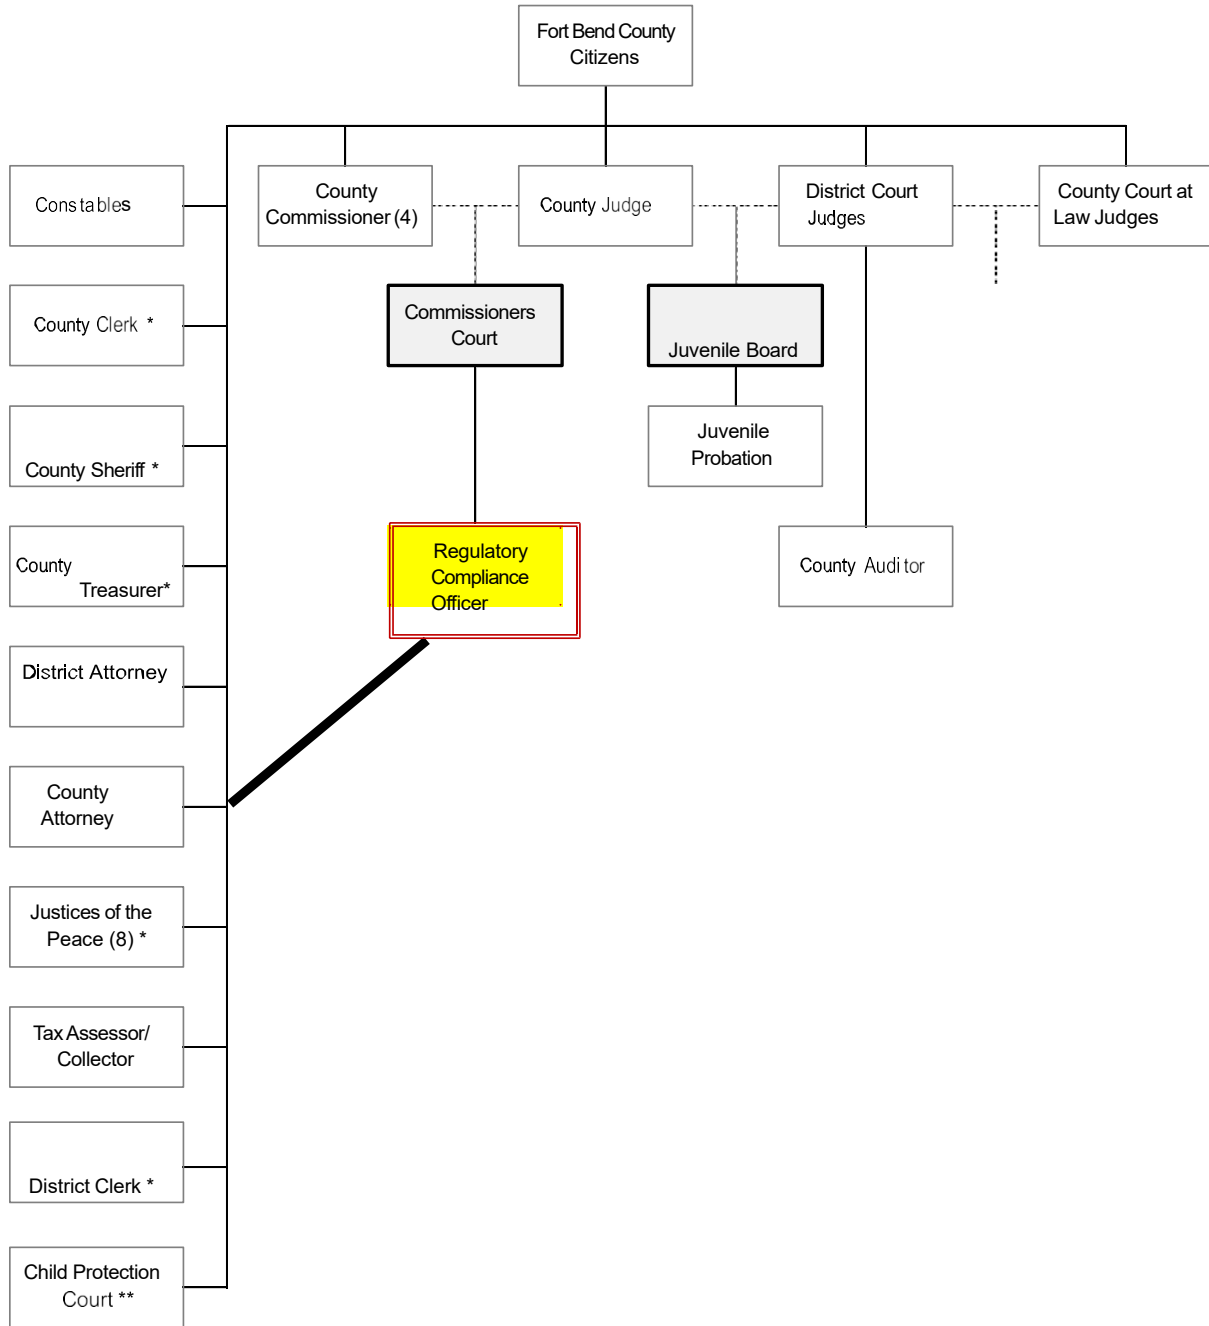 Fort Bend County
Citizens
Constables
County
Commissioner (4)
County Judge
District Court
Judges
County Court at
Law Judges
County Clerk *
Commissioners
Court
Juvenile Board
County Sheriff *
Juvenile
Probation
County
Treasurer*
Regulatory
Compliance
Officer
County Auditor
District Attorney
County
Attorney
Justices of the
Peace (8) *
Tax Assessor/
Collector
District Clerk *
Child Protection
Court **